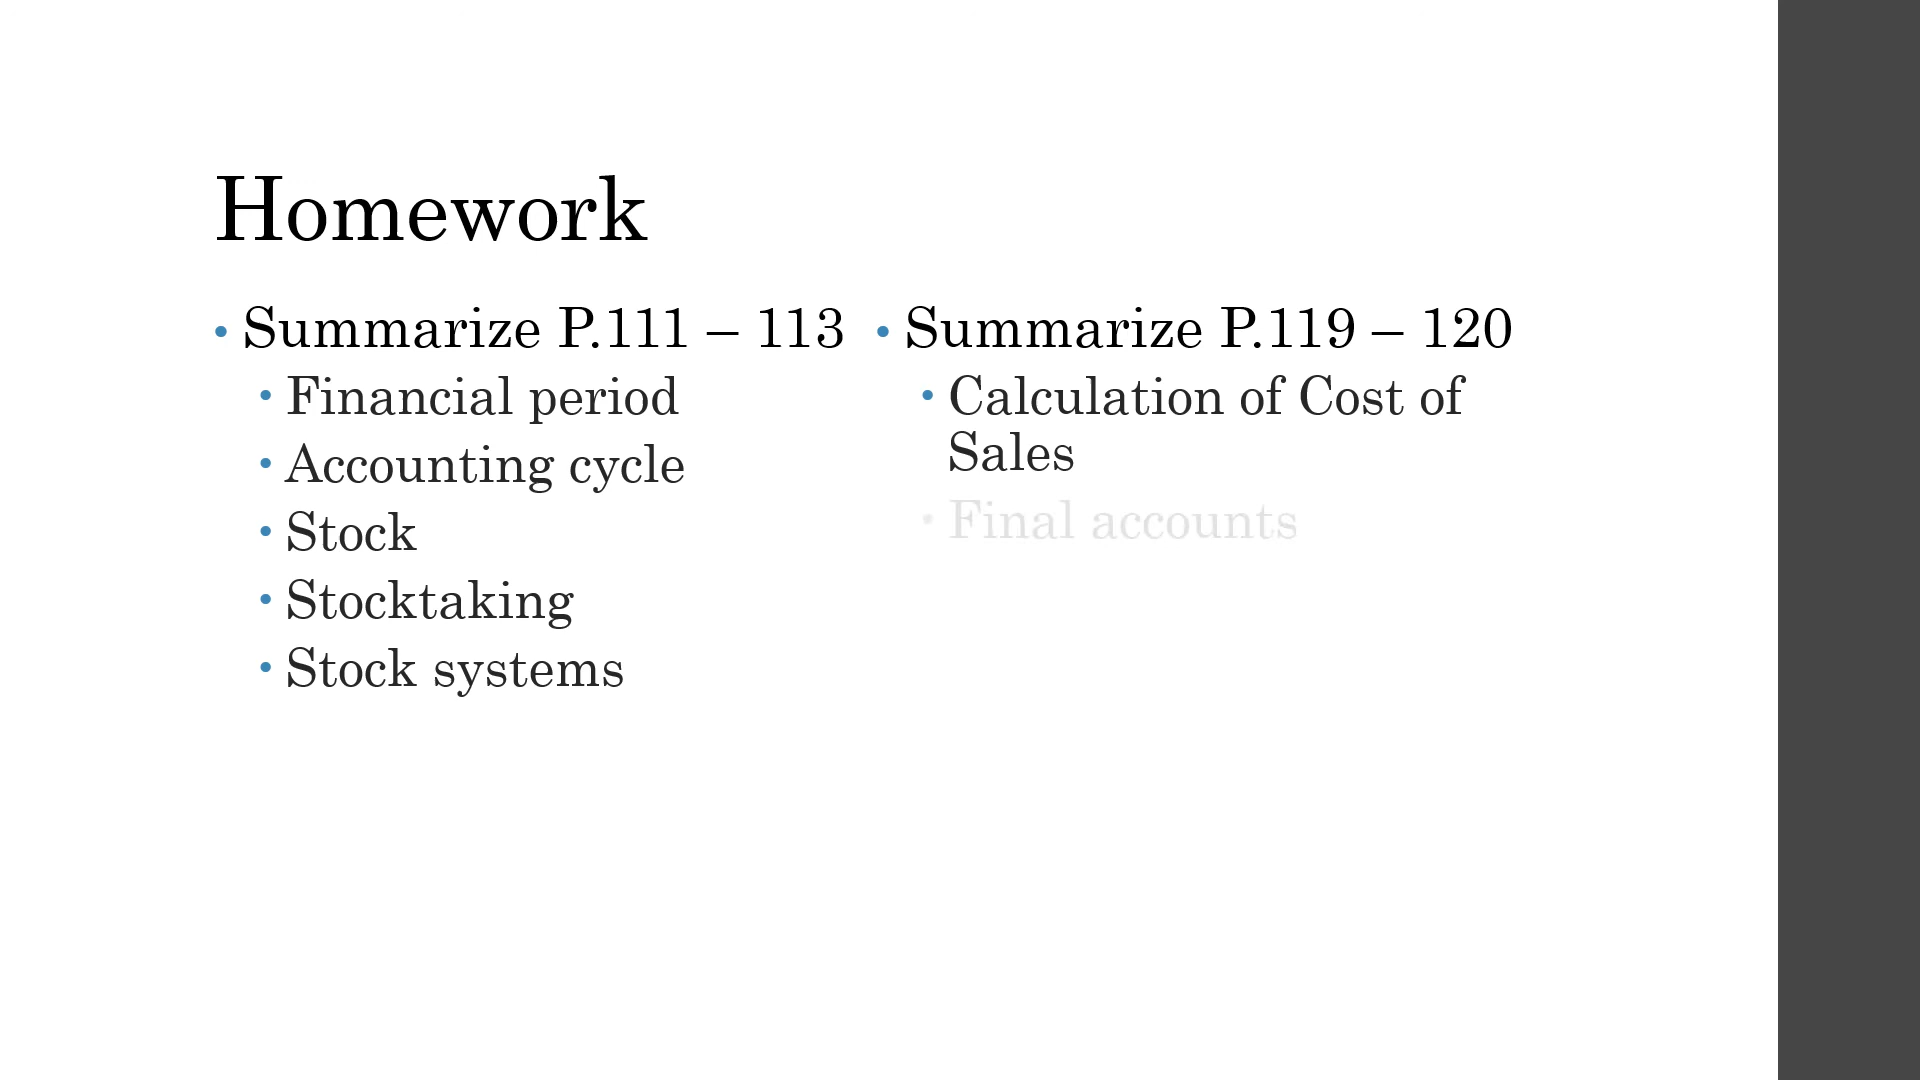 Homework
• Summarize P.111 – 113
• Financial period
• Accounting cycle
• Stock
• Stocktaking
• Stock systems
• Summarize P.119 – 120
• Calculation of Cost of
Sales
• Final accounts